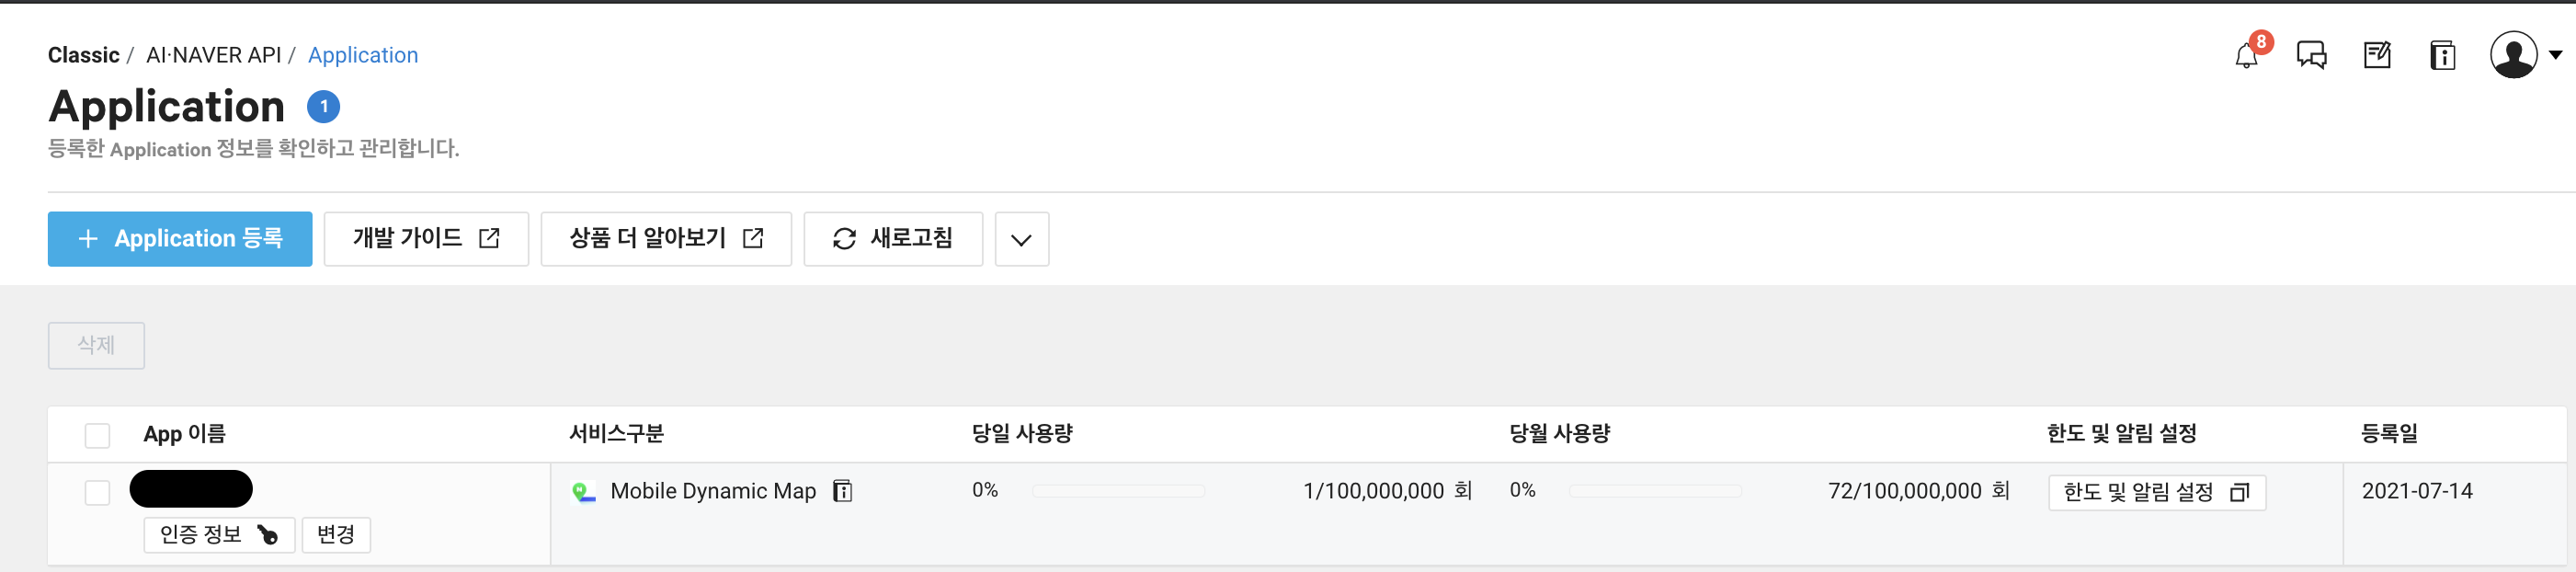 Classic / AI·NAVER API / Application
8
Application 1
등록한 Application 정보를 확인하고 관리합니다.
+ Application 등록
개발 가이드
상품 더 알아보기
새로고침
삭제
App 이름 서비스구분 당일 사용량 당월 사용량 한도 및 알림 설정 등록일
Mobile Dynamic Map 0% 1/100,000,000 회 0% 72/100,000,000 회 한도 및 알림 설정 2021-07-14
인증 정보 변경